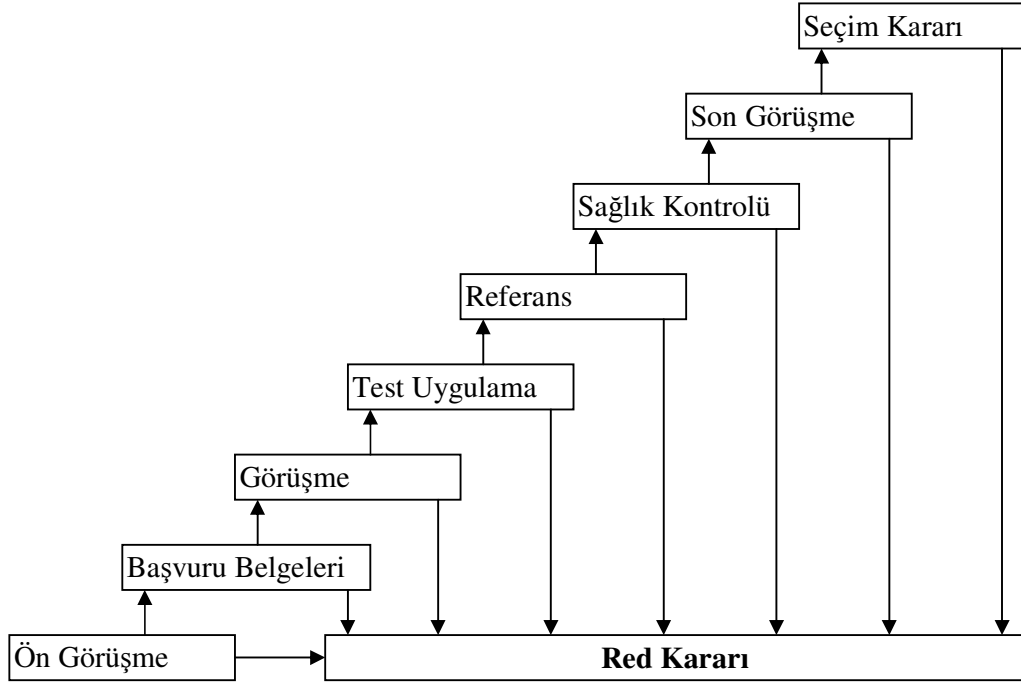 Seçim Kararı
Son Görüşme
Sağlık Kontrolü
Referans
Test Uygulama
Görüşme
Başvuru Belgeleri
Ön Görüşme
Red Kararı